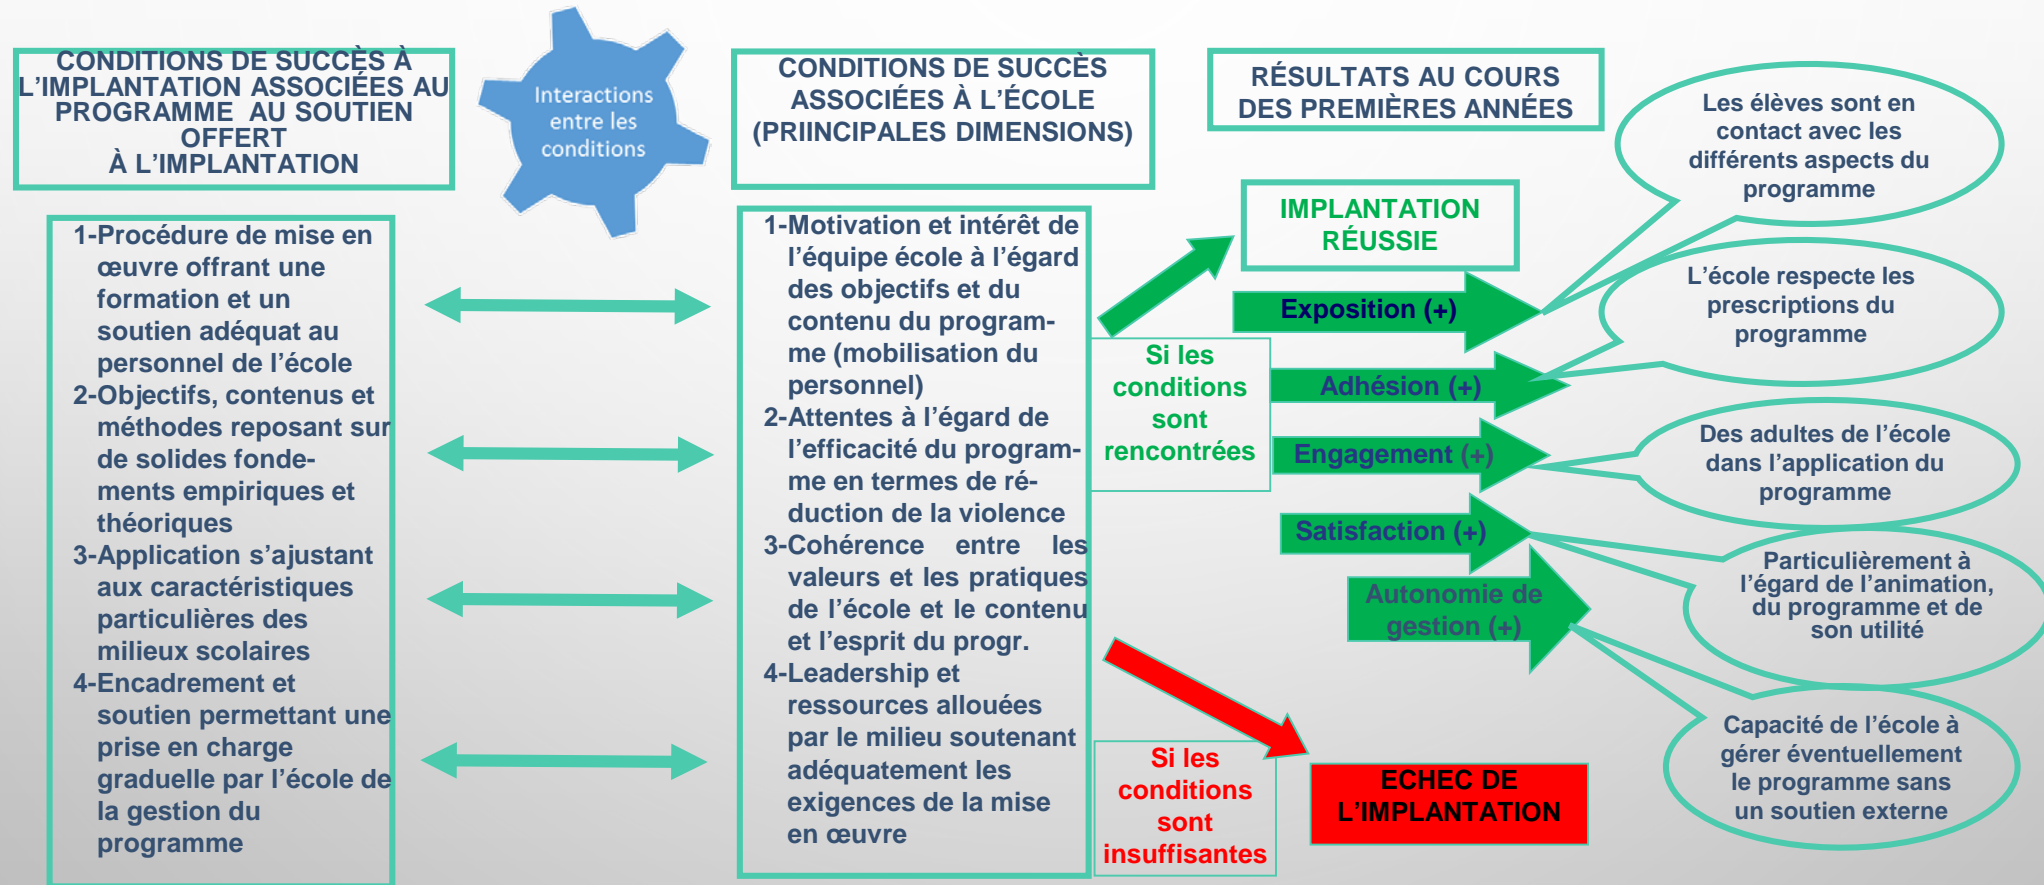 CONDITIONS DE SUCCÈS À
L’IMPLANTATION ASSOCIÉES AU
PROGRAMME  AU SOUTIEN
OFFERT
À L’IMPLANTATION
1-Procédure de mise en
œuvre offrant une
formation et un
soutien adéquat au
personnel de l’école
2-Objectifs, contenus et
méthodes reposant sur
de solides fonde-
ments empiriques et
théoriques
3-Application s’ajustant
aux caractéristiques
particulières des
milieux scolaires
4-Encadrement et
soutien permettant une
prise en charge
graduelle par l’école de
la gestion du
programme
Interactions
entre les
conditions
CONDITIONS DE SUCCÈS
ASSOCIÉES À L’ÉCOLE
(PRIINCIPALES DIMENSIONS)
1-Motivation et intérêt de
l’équipe école à l’égard
des objectifs et du
contenu du program-
me (mobilisation du
personnel)
2-Attentes à l’égard de
l’efficacité du program-
me en termes de ré-
duction de la violence
3-Cohérence entre les
valeurs et les pratiques
de l’école et le contenu
et l’esprit du progr.
4-Leadership et
ressources allouées
par le milieu soutenant
adéquatement les
exigences de la mise
en œuvre
RÉSULTATS AU COURS
DES PREMIÈRES ANNÉES
IMPLANTATION
RÉUSSIE
Si les
conditions
sont
rencontrées
Exposition (+)
Adhésion (+)
Engagement (+)
Satisfaction (+)
Autonomie de
gestion (+)
Les élèves sont en
contact avec les
différents aspects du
programme
L’école respecte les
prescriptions du
programme
Des adultes de l’école
dans l’application du
programme
Particulièrement à
l’égard de l’animation,
du programme et de
son utilité
Capacité de l’école à
gérer éventuellement
le programme sans
un soutien externe
Si les
conditions
sont
insuffisantes
ECHEC DE
L’IMPLANTATION